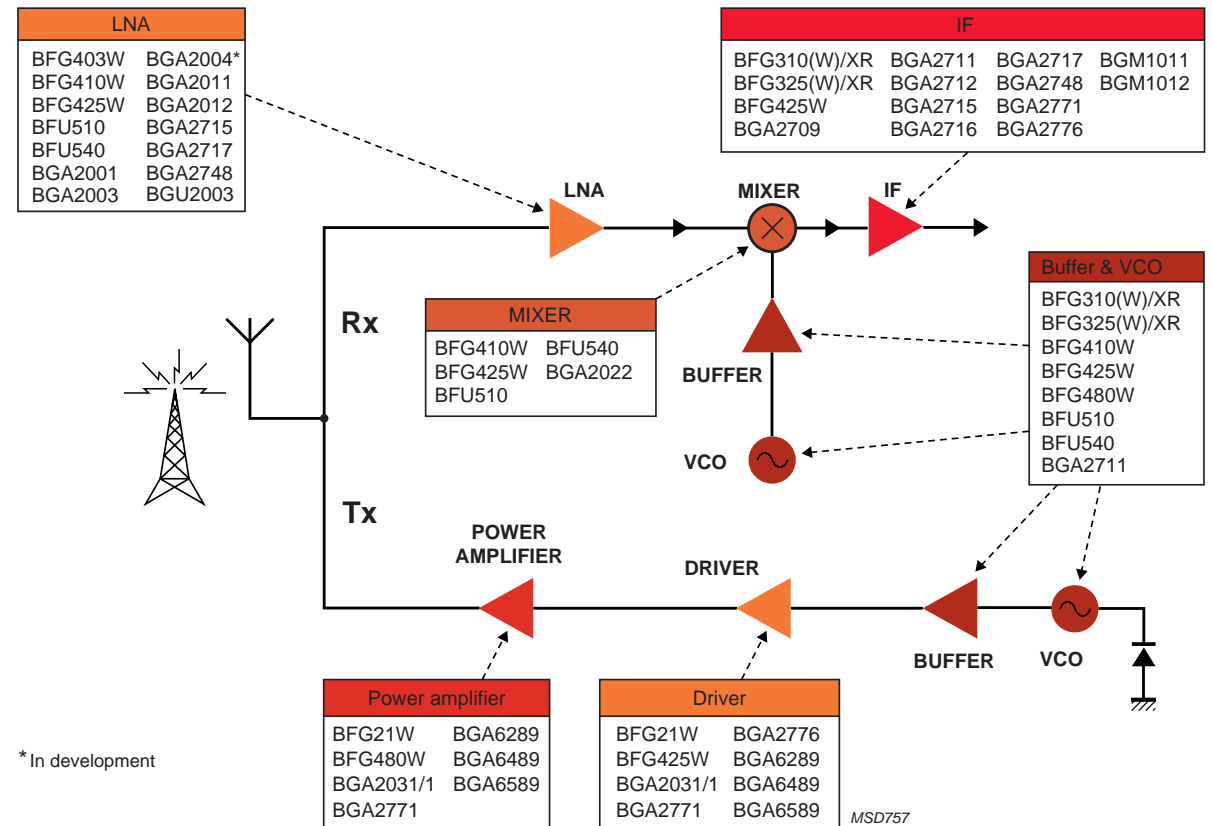 LNA
BFG403W BGA2004*
BFG410W BGA2011
BFG425W BGA2012
BFU510 BGA2715
BFU540 BGA2717
BGA2001 BGA2748
BGA2003 BGU2003
IF
BFG310(W)/XR BGA2711 BGA2717 BGM1011
BFG325(W)/XR BGA2712 BGA2748 BGM1012
BFG425W BGA2715 BGA2771
BGA2709 BGA2716 BGA2776
LNA
MIXER
IF
Buffer & VCO
BFG310(W)/XR
BFG325(W)/XR
BFG410W
BFG425W
BFG480W
BFU510
BFU540
BGA2711
Rx
MIXER
BFG410W BFU540
BFG425W BGA2022
BFU510
BUFFER
VCO
Tx
POWER
AMPLIFIER
DRIVER
BUFFER
VCO
Power amplifier
BFG21W BGA6289
BFG480W BGA6489
BGA2031/1 BGA6589
BGA2771
Driver
BFG21W BGA2776
BFG425W BGA6289
BGA2031/1 BGA6489
BGA2771 BGA6589
* In development
MSD757